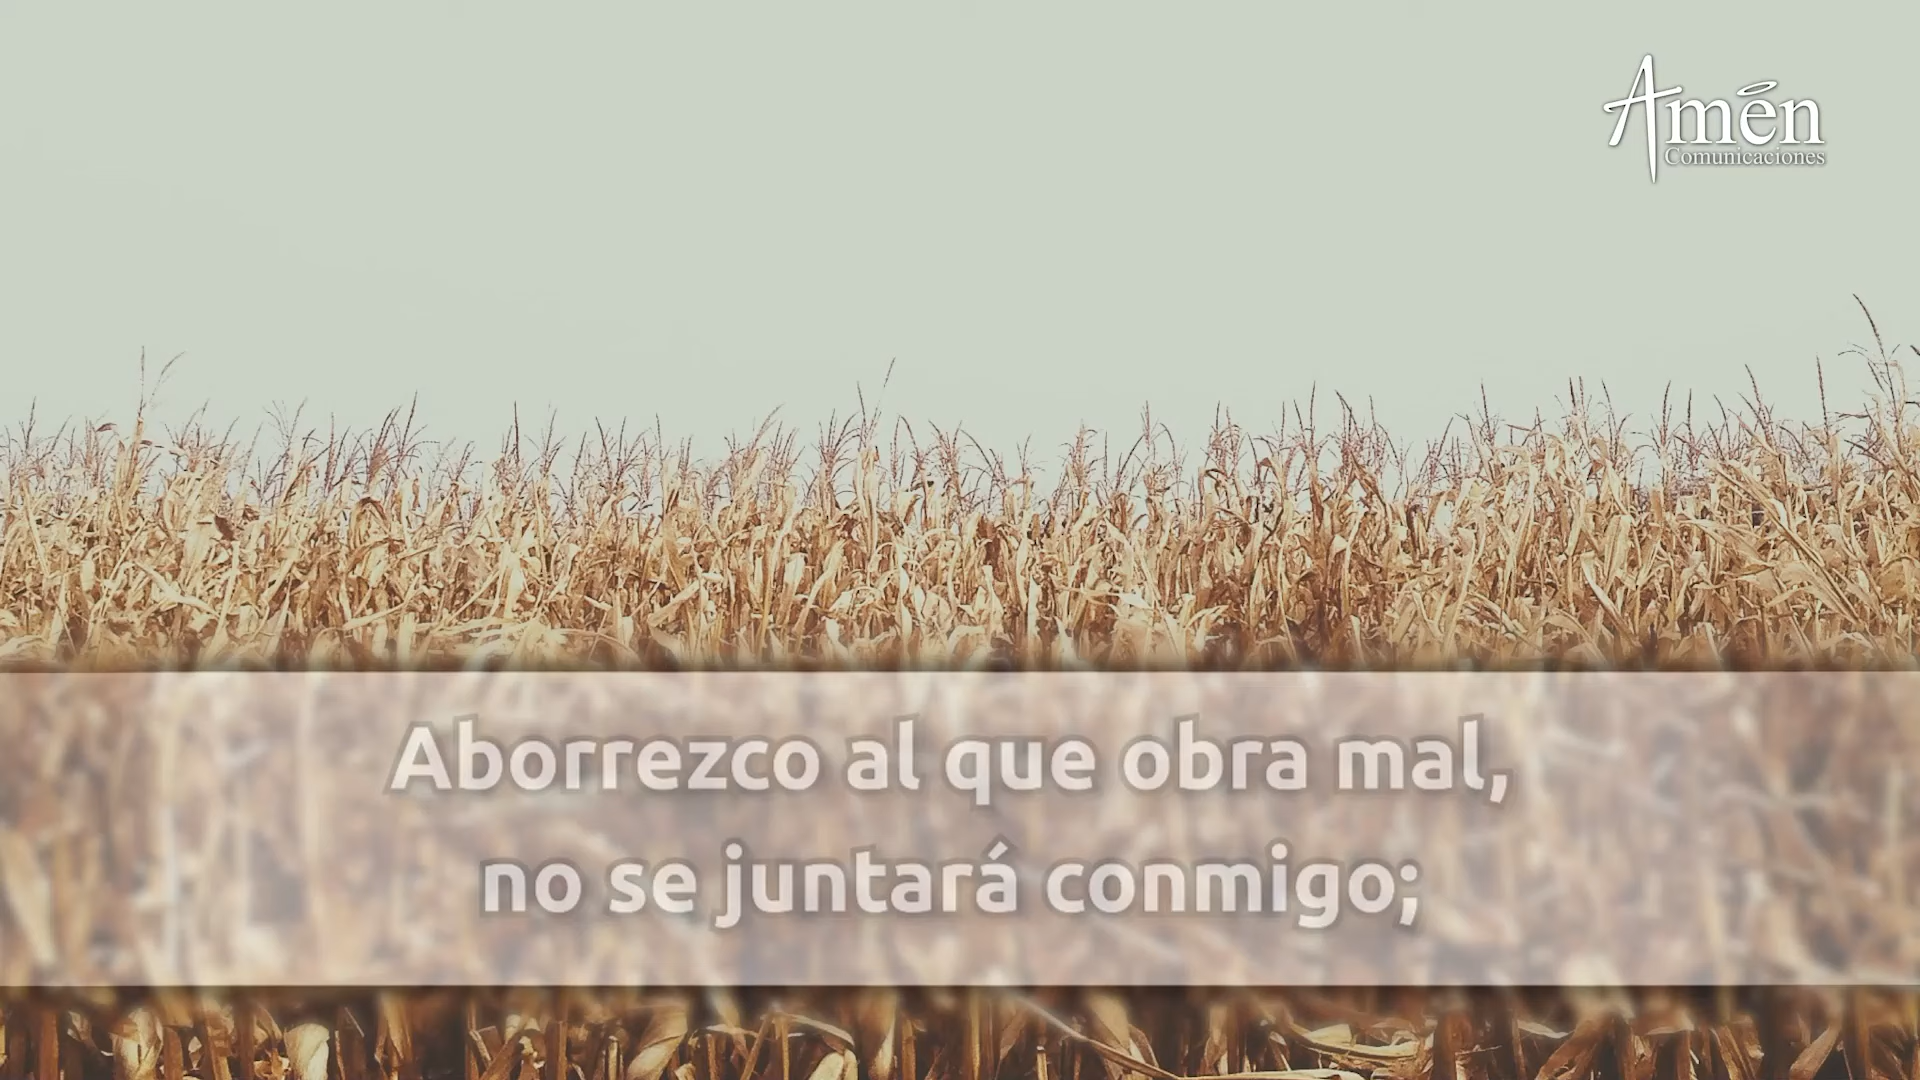 Amén
Comunicaciones
Aborrezco al que obra mal,
no se juntará conmigo;